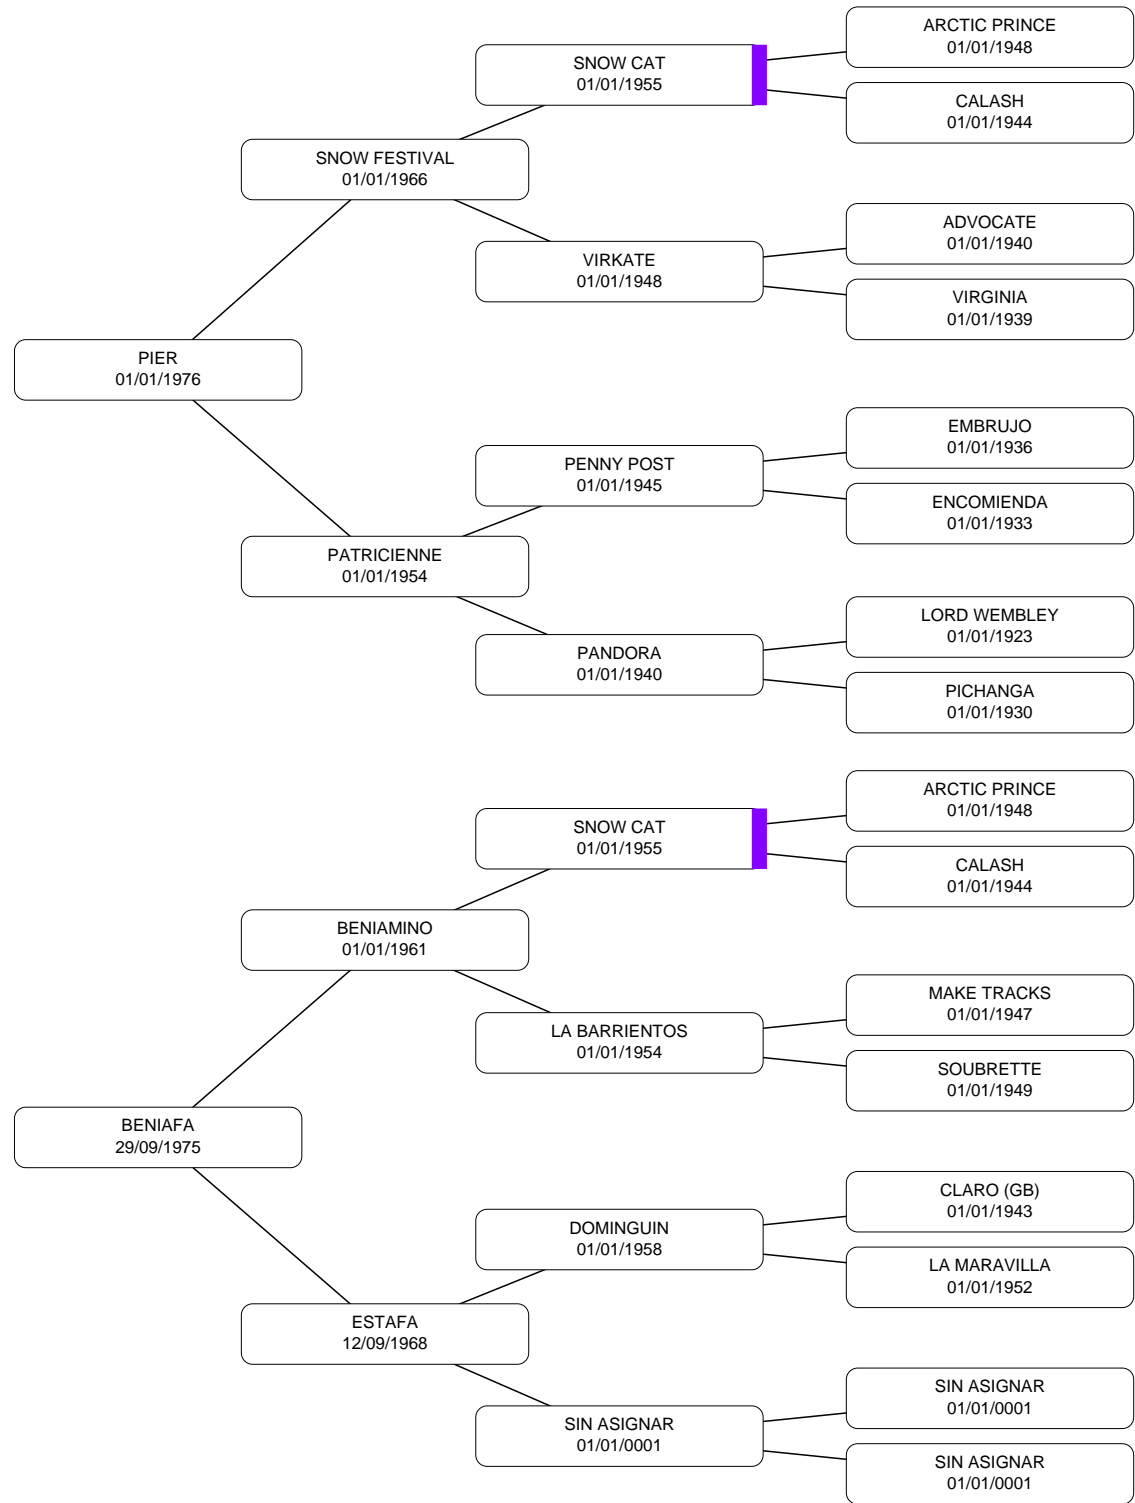 ARCTIC PRINCE
01/01/1948
SNOW CAT
01/01/1955
CALASH
01/01/1944
SNOW FESTIVAL
01/01/1966
ADVOCATE
01/01/1940
VIRKATE
01/01/1948
VIRGINIA
01/01/1939
PIER
01/01/1976
EMBRUJO
01/01/1936
PENNY POST
01/01/1945
ENCOMIENDA
01/01/1933
PATRICIENNE
01/01/1954
LORD WEMBLEY
01/01/1923
PANDORA
01/01/1940
PICHANGA
01/01/1930
ARCTIC PRINCE
01/01/1948
SNOW CAT
01/01/1955
CALASH
01/01/1944
BENIAMINO
01/01/1961
MAKE TRACKS
01/01/1947
LA BARRIENTOS
01/01/1954
SOUBRETTE
01/01/1949
BENIAFA
29/09/1975
CLARO (GB)
01/01/1943
DOMINGUIN
01/01/1958
LA MARAVILLA
01/01/1952
ESTAFA
12/09/1968
SIN ASIGNAR
01/01/0001
SIN ASIGNAR
01/01/0001
SIN ASIGNAR
01/01/0001